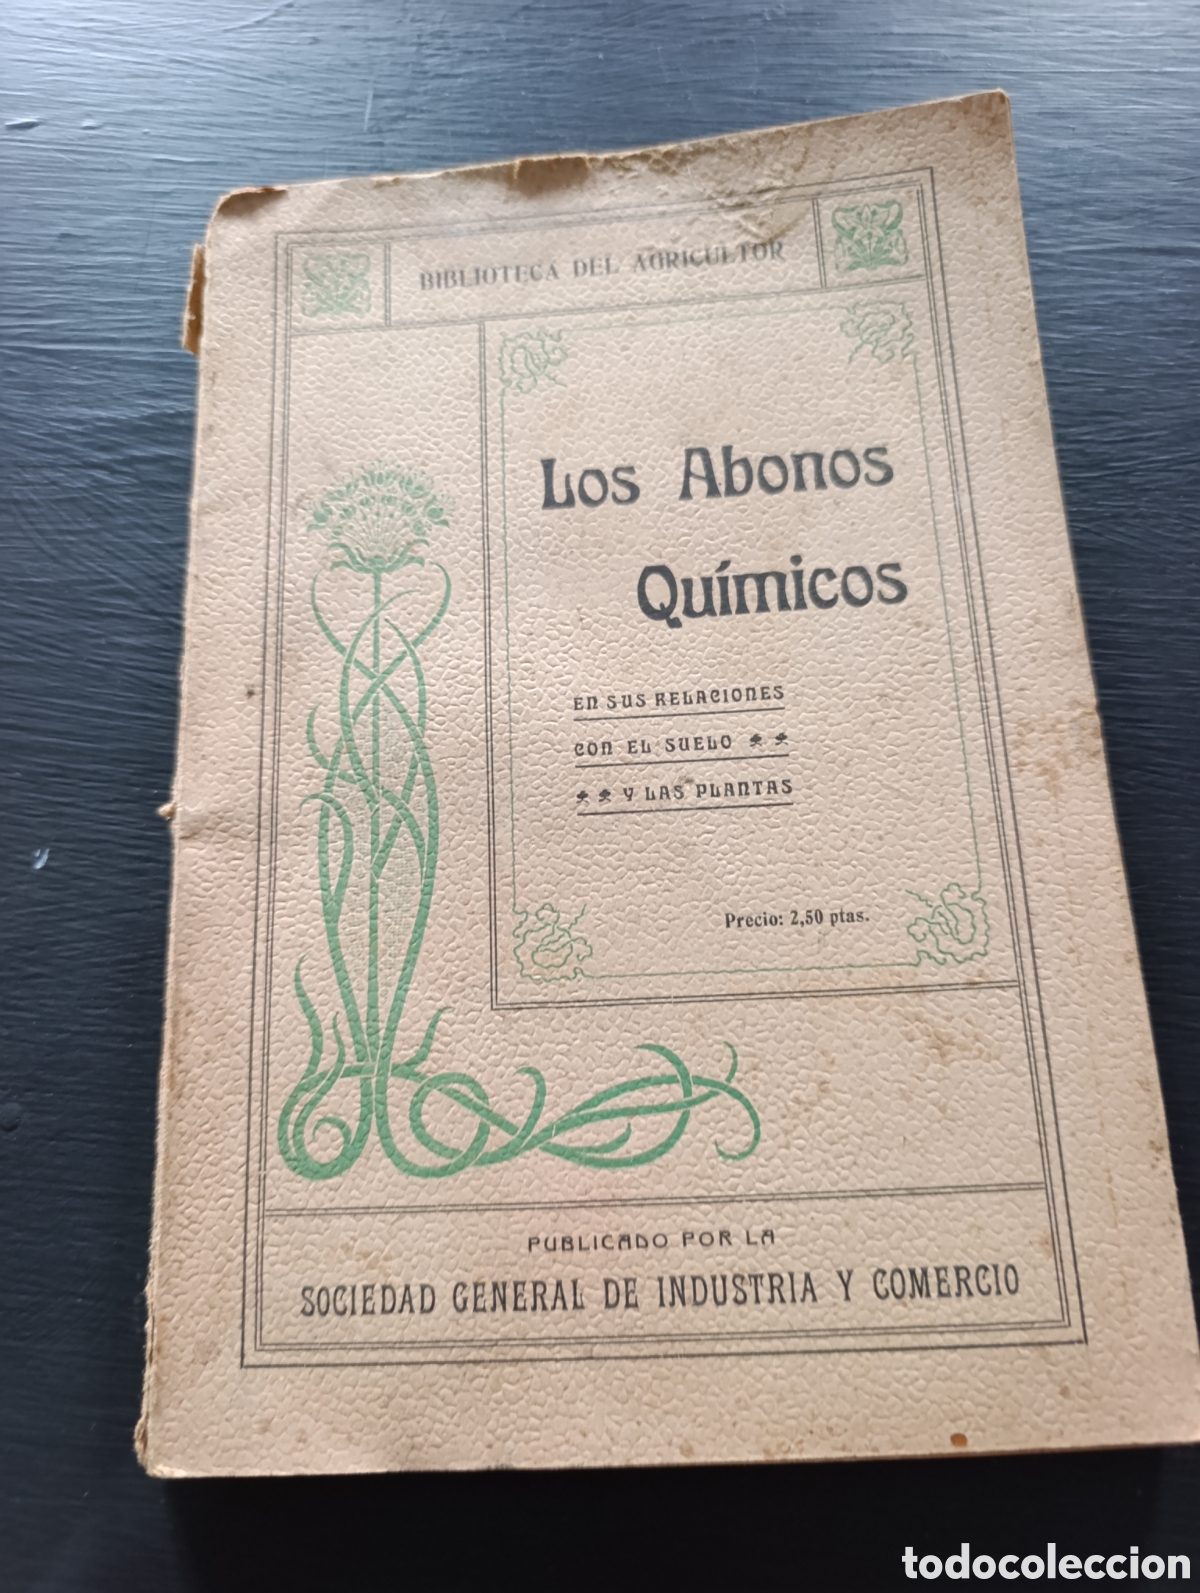 BIBLIOTECA DEL AGRICULTOR
Los Abonos
Químicos
EN SUS RELACIONES
CON EL SUELO
Y LAS PLANTAS
Precio: 2,50 ptas.
PUBLICADO POR LA
SOCIEDAD GENERAL DE INDUSTRIA Y COMERCIO
todocoleccion